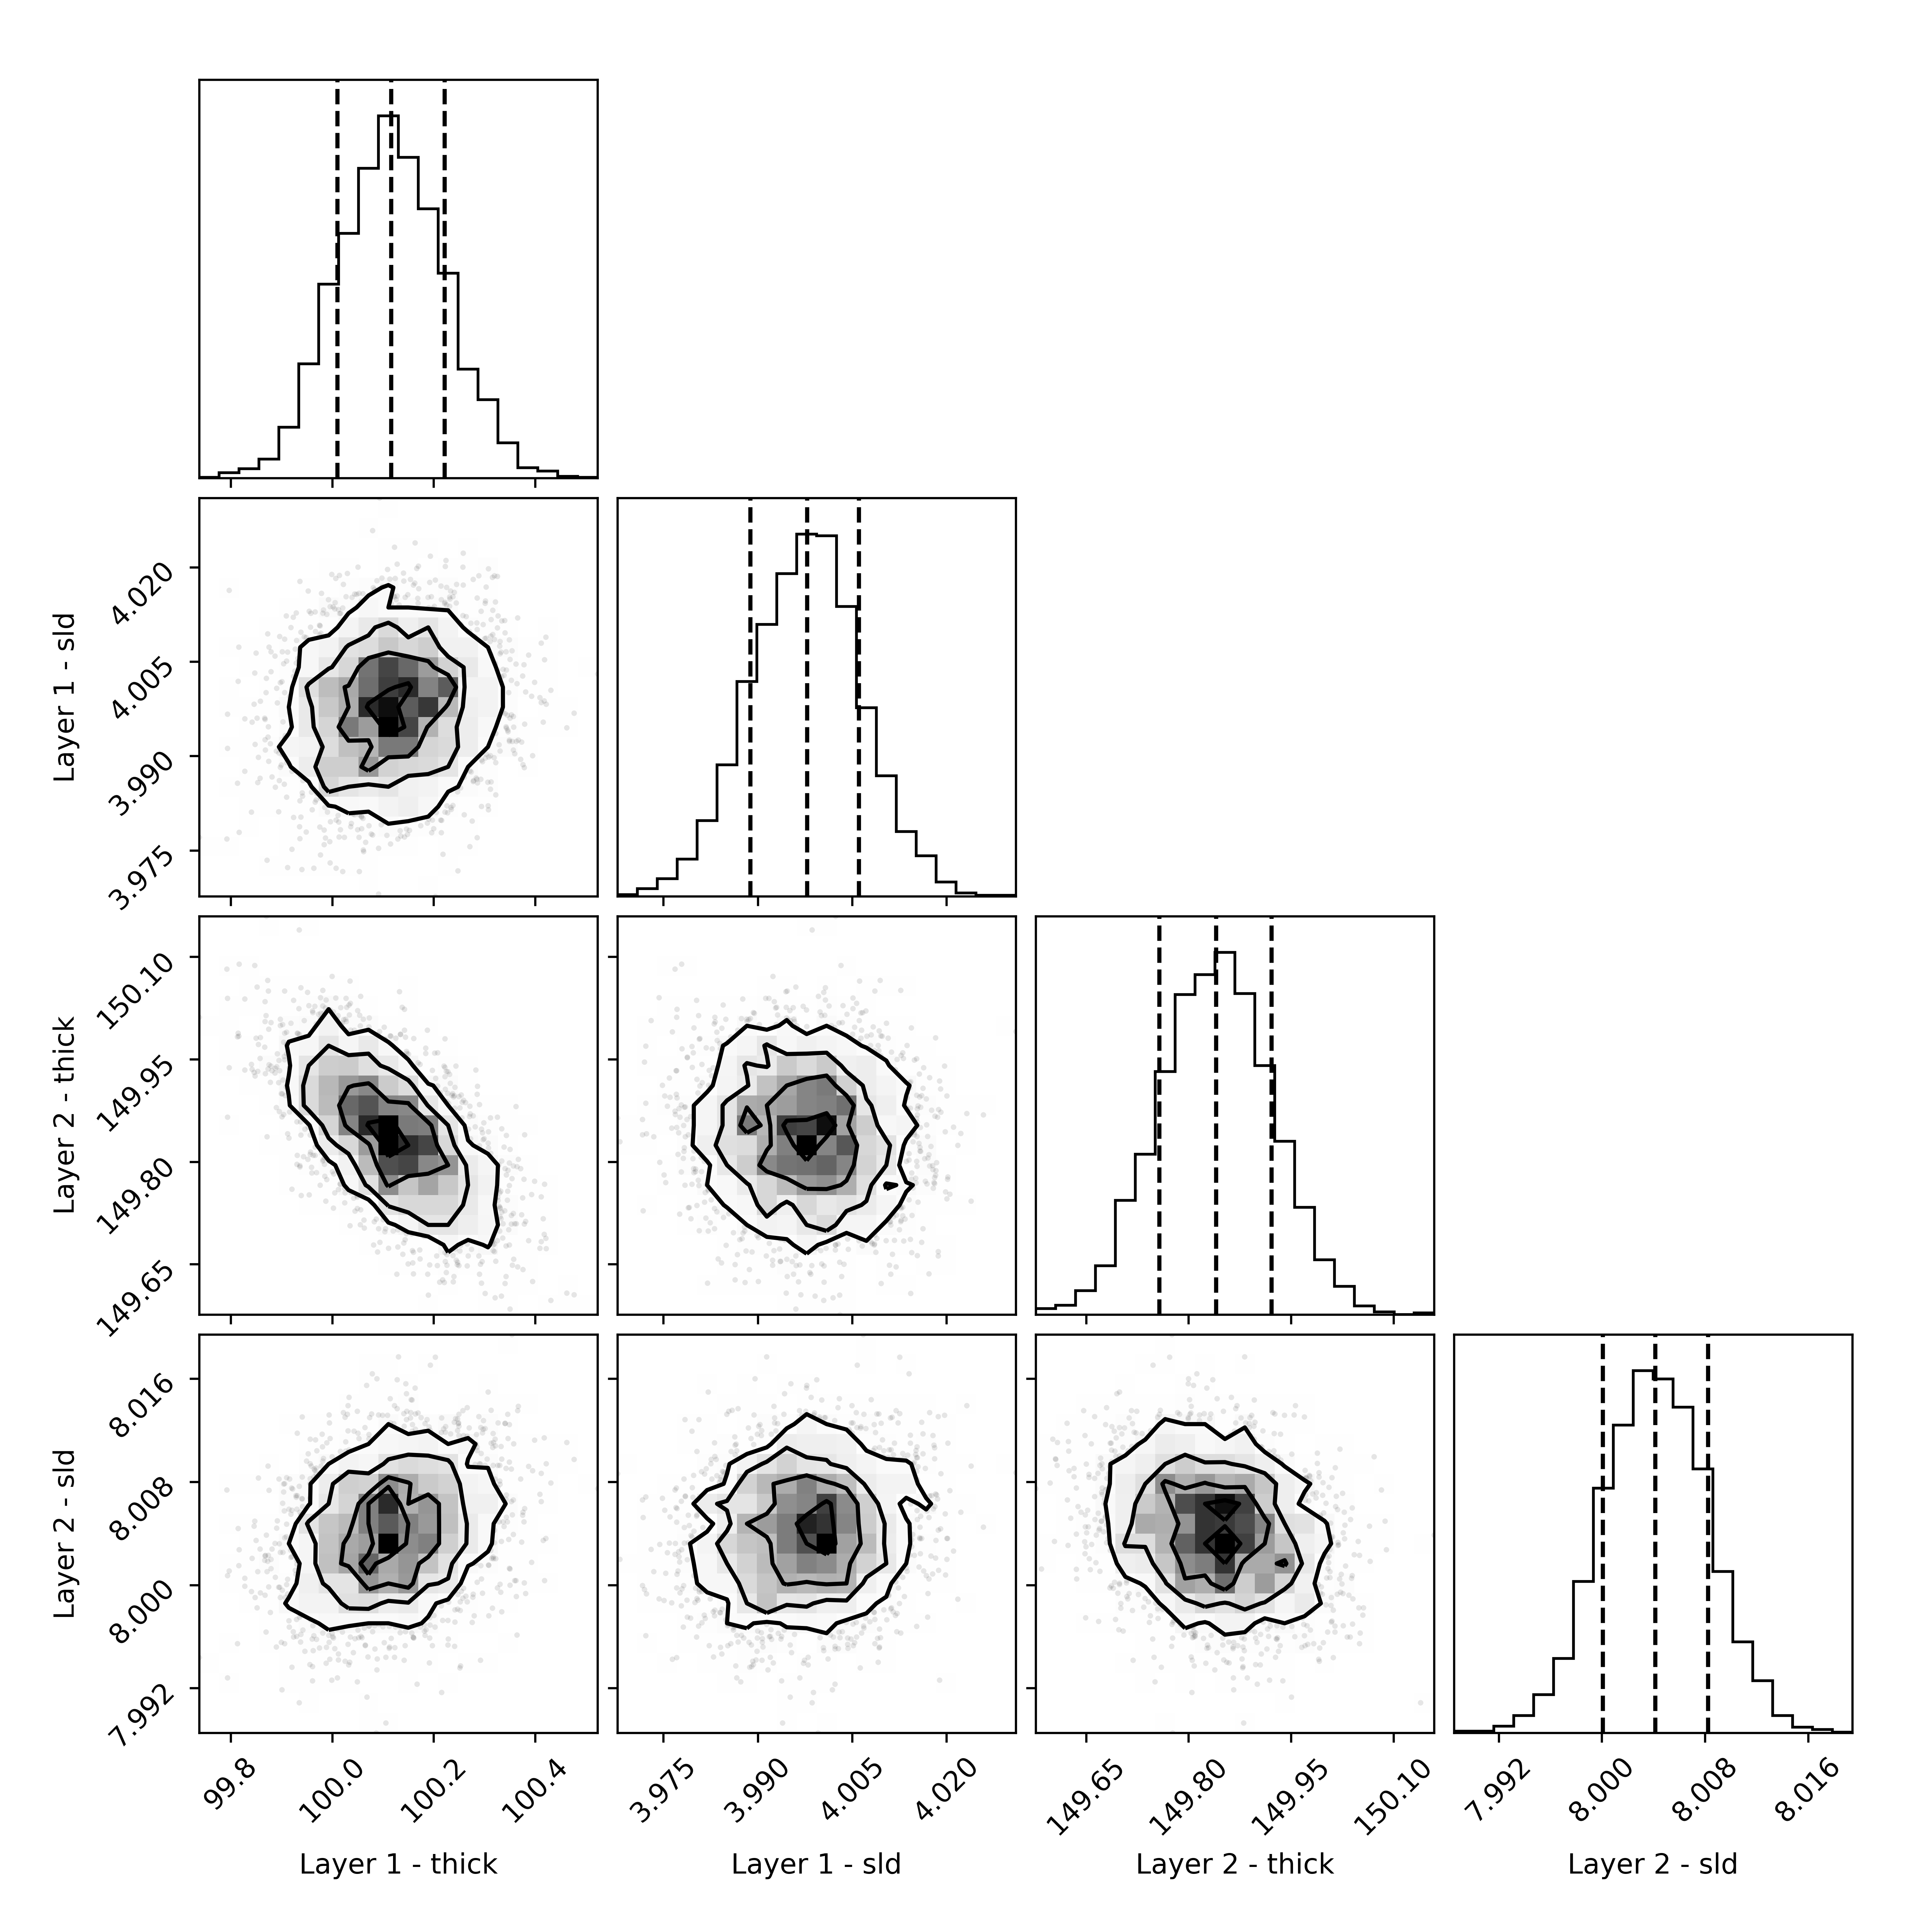 Layer 1 - sld
4.020
4.005
3.990
3.975
Layer 2 - thick
150.10
149.95
149.80
149.65
Layer 2 - sld
8.016
8.008
8.000
7.992
99.8 100.0 100.2 100.4 3.975 3.990 4.005 4.020 149.65 149.80 149.95 150.10 7.992 8.000 8.008 8.016
Layer 1 - thick Layer 1 - sld Layer 2 - thick Layer 2 - sld